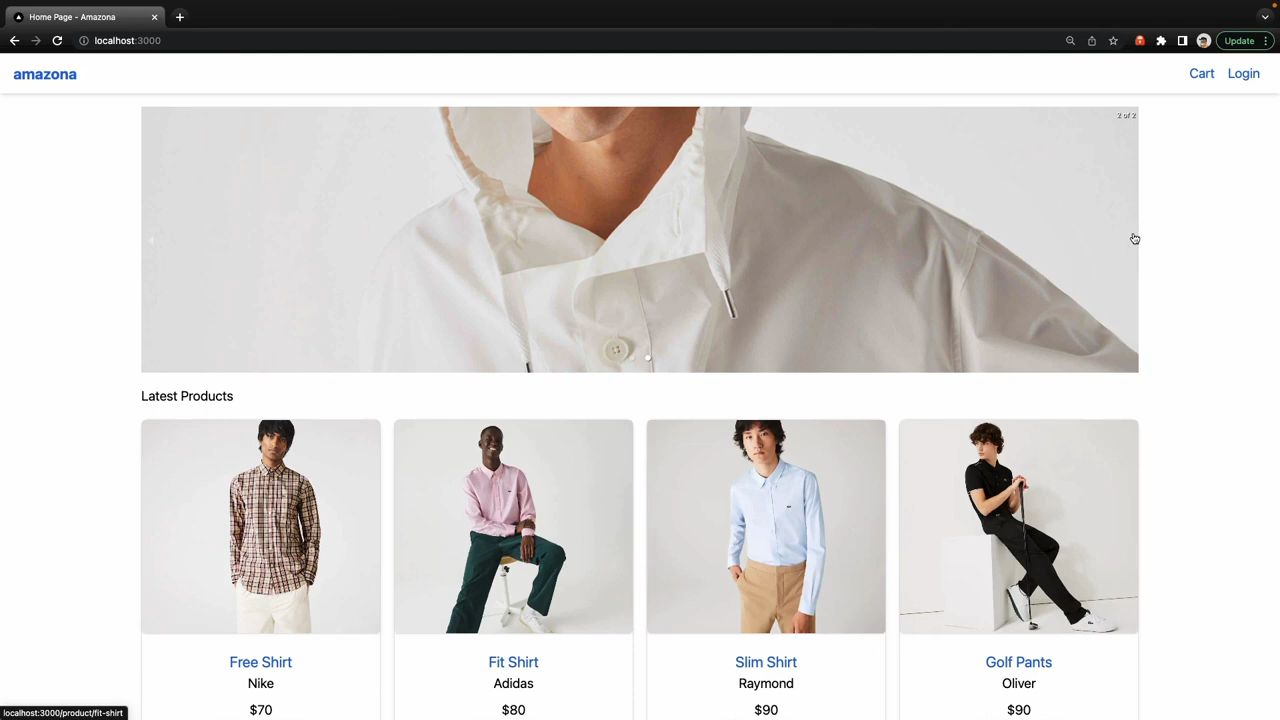 Home Page - Amazona
localhost:3000
Update
amazona
Cart
Login
2 of 2
Latest Products
Free Shirt
Nike
$70
Fit Shirt
Adidas
$80
Slim Shirt
Raymond
$90
Golf Pants
Oliver
$90
localhost:3000/product/fit-shirt